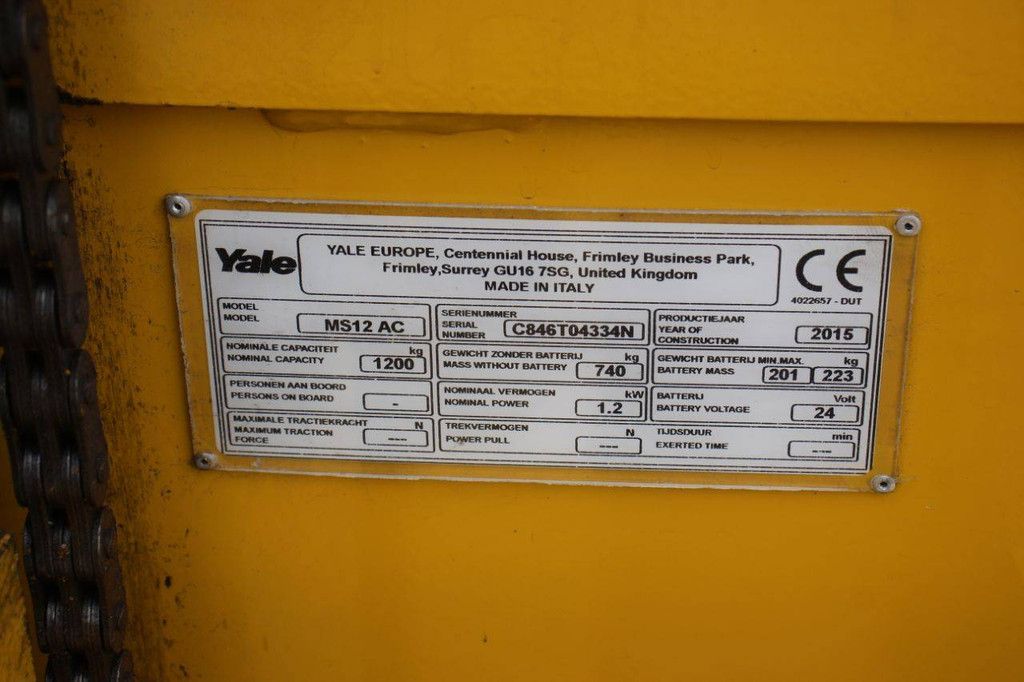 Yale
YALE EUROPE, Centennial House, Frimley Business Park,
Frimley,Surrey GU16 7SG, United Kingdom
MADE IN ITALY
CE
4022657 - DUT
MODEL
MODEL
MS12 AC
SERIENUMMER
SERIAL
NUMBER
C846T04334N
PRODUCTIEJAAR
YEAR OF
CONSTRUCTION
2015
NOMINALE CAPACITEIT kg
NOMINAL CAPACITY 1200
GEWICHT ZONDER BATTERIJ kg
MASS WITHOUT BATTERY 740
GEWICHT BATTERIJ MIN.MAX. kg
BATTERY MASS 201 223
PERSONEN AAN BOORD
PERSONS ON BOARD -
NOMINAAL VERMOGEN kW
NOMINAL POWER 1.2
BATTERIJ Volt
BATTERY VOLTAGE 24
MAXIMALE TRACTIEKRACHT N
MAXIMUM TRACTION
FORCE
---
TREKVERMOGEN N
POWER PULL ---
TIJDSDUUR min
EXERTED TIME -.--